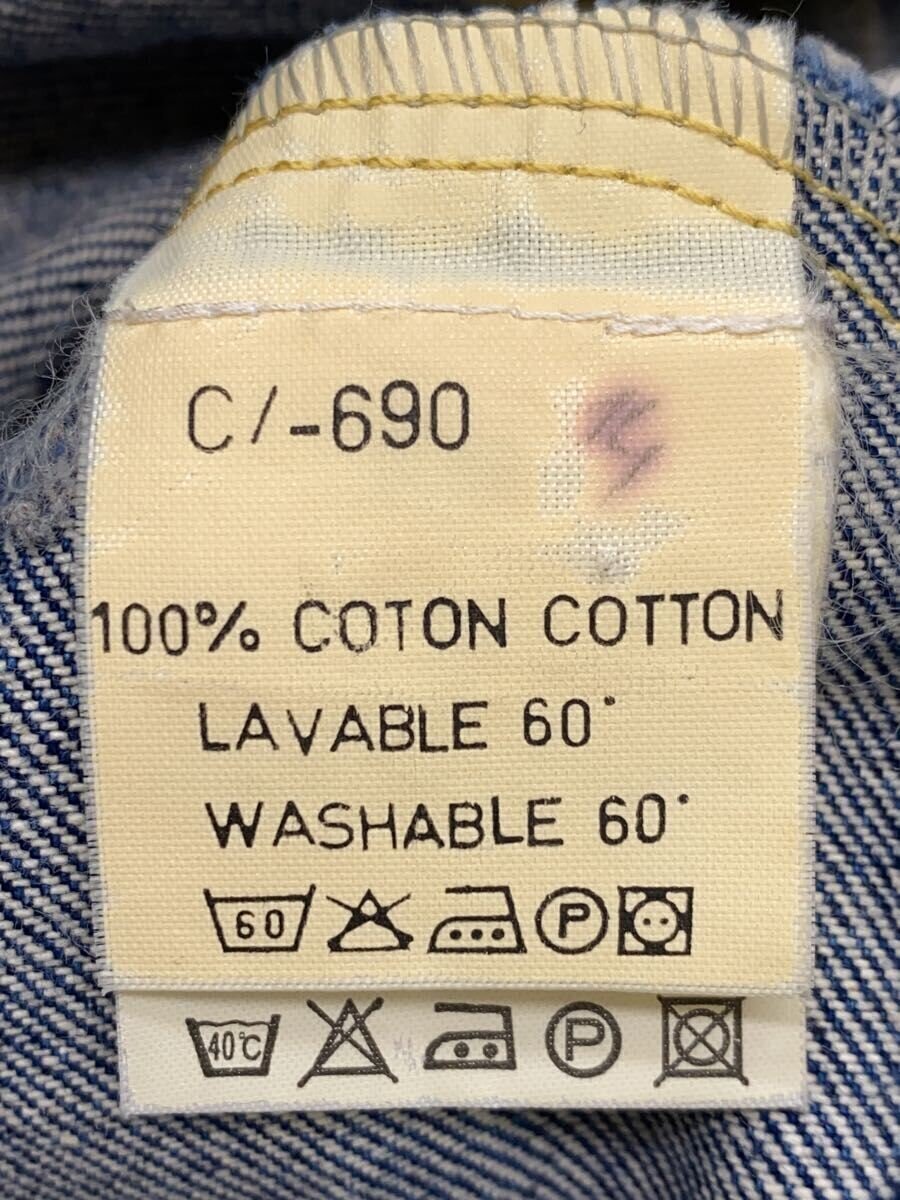 C/-690
100% COTON COTTON
LAVABLE 60°
WASHABLE 60°
60 P
40°C P